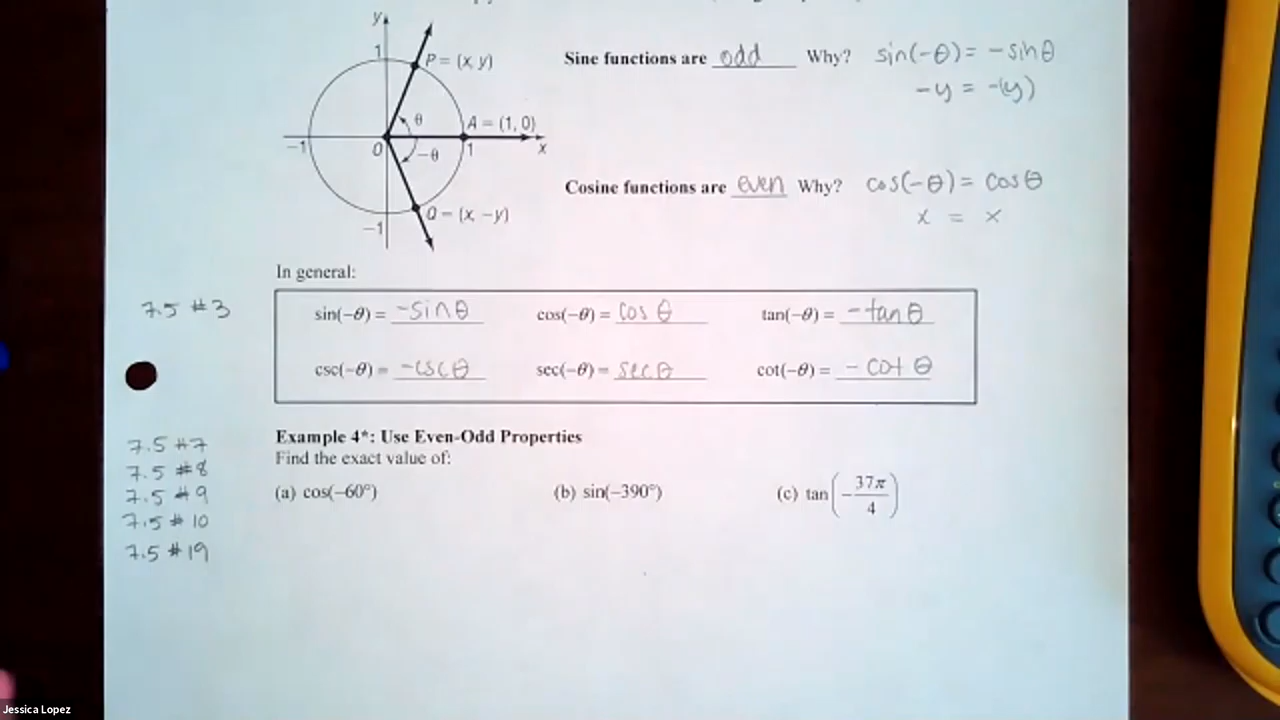 y
1
P = (x, y)
θ
A = (1, 0)
−1
O
−θ
1
x
Q = (x, −y)
−1
Sine functions are odd Why? sin(-θ) = -sinθ
-y = -(y)
Cosine functions are even Why? cos(-θ) = cosθ
x = x
In general:
7.5 #3
sin(−θ) = -sinθ cos(−θ) = cosθ tan(−θ) = -tanθ
csc(−θ) = -cscθ sec(−θ) = secθ cot(−θ) = -cotθ
Example 4*: Use Even-Odd Properties
Find the exact value of:
(a) cos(−60°) (b) sin(−390°) (c) tan(−37π/4)
7.5 #7
7.5 #8
7.5 #9
7.5 #10
7.5 #19
Jessica Lopez